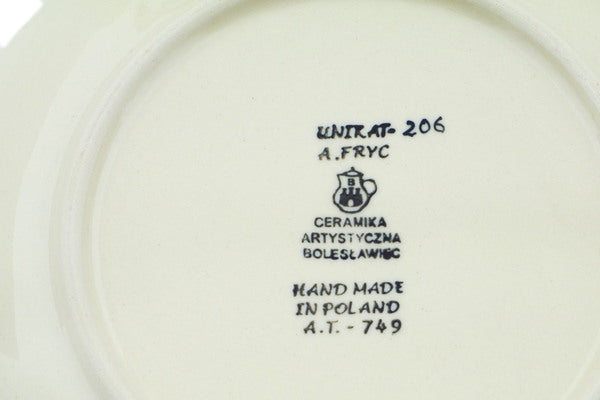 UNIKAT- 206
A.FRYC
B
CERAMIKA
ARTYSTYCZNA
BOLESŁAWIEC
HAND MADE
IN POLAND
A.T. - 749